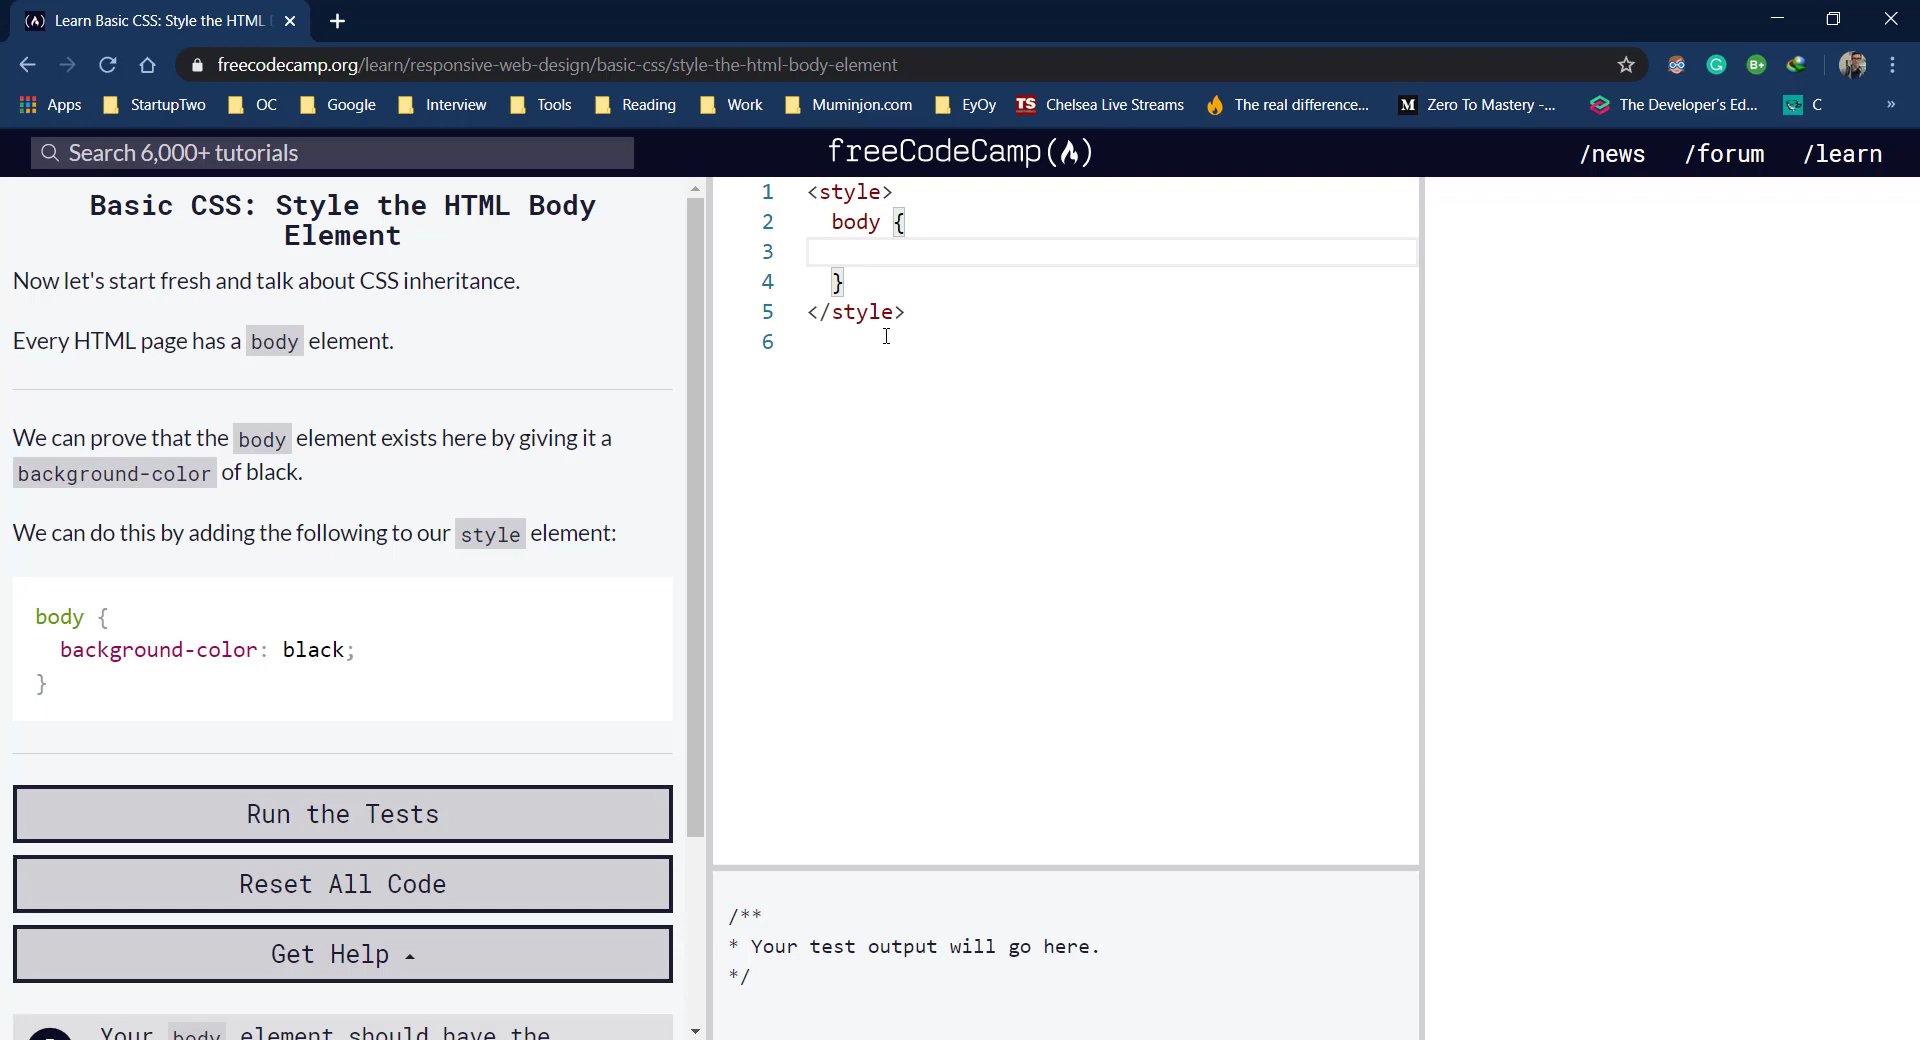 Learn Basic CSS: Style the HTML
freecodecamp.org/learn/responsive-web-design/basic-css/style-the-html-body-element
Apps StartupTwo OC Google Interview Tools Reading Work Muminjon.com EyOy TS Chelsea Live Streams The real difference... M Zero To Mastery -... The Developer's Ed... C »
Search 6,000+ tutorials
freeCodeCamp
/news /forum /learn
Basic CSS: Style the HTML Body
Element
Now let's start fresh and talk about CSS inheritance.
Every HTML page has a body element.
We can prove that the body element exists here by giving it a
background-color of black.
We can do this by adding the following to our style element:
body {
background-color: black;
}
Run the Tests
Reset All Code
Get Help
Your body element should have the
1 <style>
2 body {
3
4 }
5 </style>
6
/**
* Your test output will go here.
*/